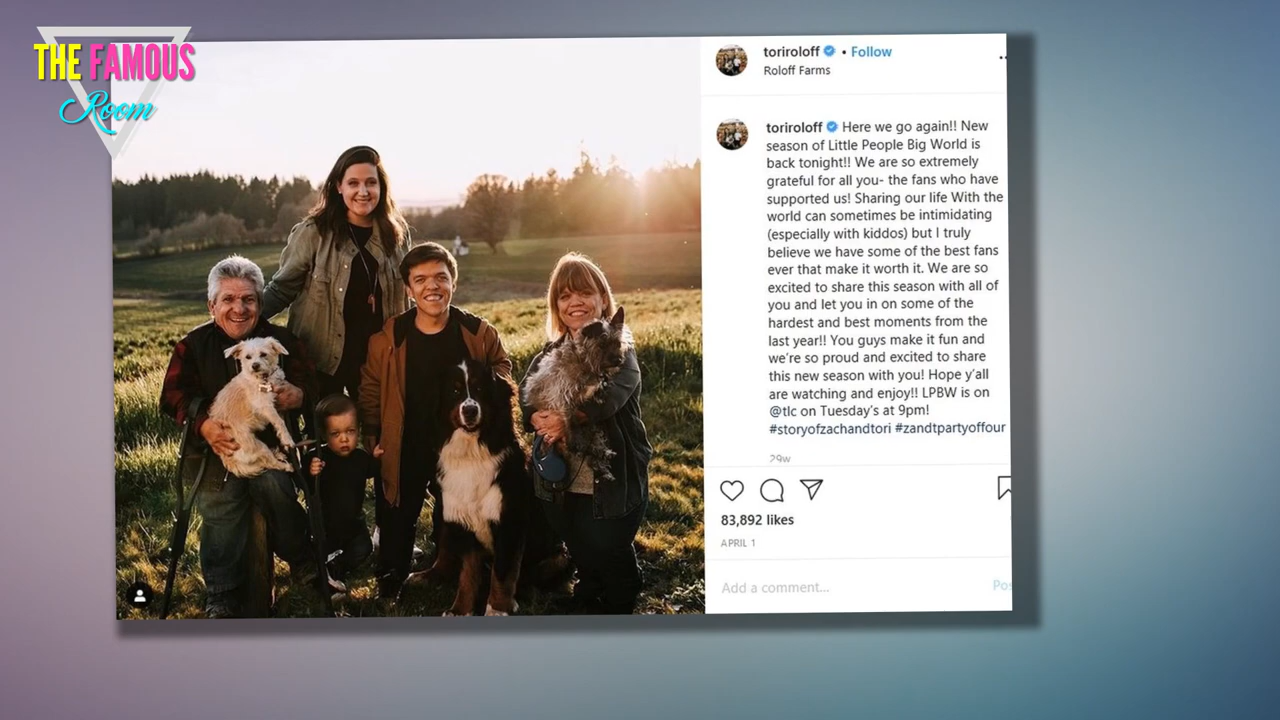 THE FAMOUS
Room
toriroloff • Follow
Roloff Farms
toriroloff Here we go again!! New
season of Little People Big World is
back tonight!! We are so extremely
grateful for all you- the fans who have
supported us! Sharing our life With the
world can sometimes be intimidating
(especially with kiddos) but I truly
believe we have some of the best fans
ever that make it worth it. We are so
excited to share this season with all of
you and let you in on some of the
hardest and best moments from the
last year!! You guys make it fun and
we're so proud and excited to share
this new season with you! Hope y'all
are watching and enjoy!! LPBW is on
@tlc on Tuesday's at 9pm!
#storyofzachandtori #zandtpartyoffour
29w
83,892 likes
APRIL 1
Add a comment...
Pos